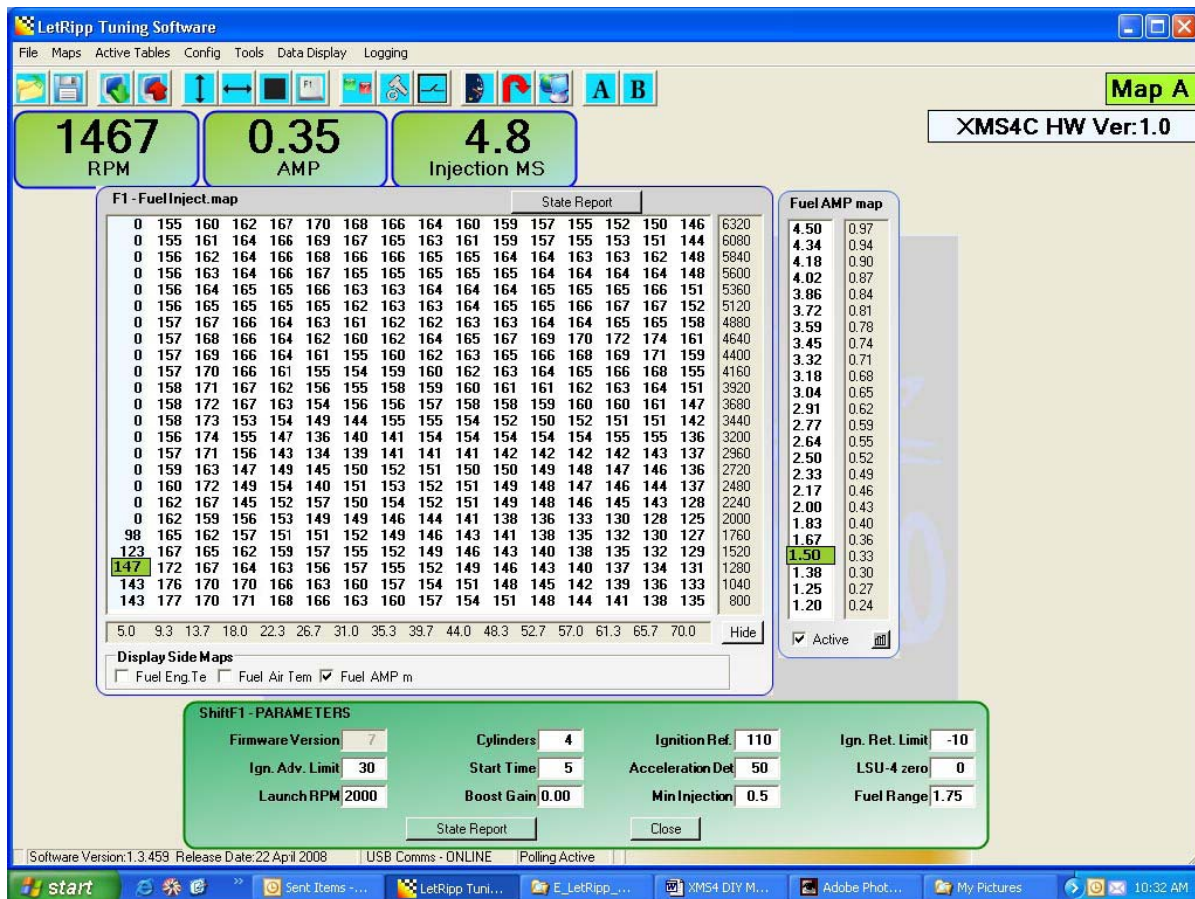 LetRipp Tuning Software
File Maps Active Tables Config Tools Data Display Logging
F1 A B
Map A
1467 0.35 4.8
RPM AMP Injection MS
XMS4C HW Ver:1.0
F1 - Fuel Inject.map State Report
0 155 160 162 167 170 168 166 164 160 159 157 155 152 150 146 6320
0 155 161 164 166 169 167 165 163 161 159 157 155 153 151 144 6080
0 156 162 164 166 168 166 166 165 165 164 164 163 163 162 148 5840
0 156 163 164 166 167 165 165 165 165 165 164 164 164 164 148 5600
0 156 164 165 165 166 163 163 164 164 164 165 165 165 166 151 5360
0 156 165 165 165 165 162 163 163 164 165 165 166 167 167 152 5120
0 157 167 166 164 163 161 162 162 163 163 164 164 165 165 158 4880
0 157 168 166 164 162 160 162 164 165 167 169 170 172 174 161 4640
0 157 169 166 164 161 155 160 162 163 165 166 168 169 171 159 4400
0 157 170 166 161 155 154 159 160 162 163 164 165 166 168 155 4160
0 158 171 167 162 156 155 158 159 160 161 161 162 163 164 151 3920
0 158 172 167 163 154 156 156 157 158 158 159 160 160 161 147 3680
0 158 173 153 154 149 144 155 155 154 152 150 152 151 151 142 3440
0 156 174 155 147 136 140 141 154 154 154 154 154 155 155 136 3200
0 157 171 156 143 134 139 141 141 141 142 142 142 142 143 137 2960
0 159 163 147 149 145 150 152 151 150 150 149 148 147 146 136 2720
0 160 172 149 154 140 151 153 152 151 149 148 147 146 144 137 2480
0 162 167 145 152 157 150 154 152 151 149 148 146 145 143 128 2240
0 162 159 156 153 149 149 146 144 141 138 136 133 130 128 125 2000
98 165 162 157 151 151 152 149 146 143 141 138 135 132 130 127 1760
123 167 165 162 159 157 155 152 149 146 143 140 138 135 132 129 1520
147 172 167 164 163 156 157 155 152 149 146 143 140 137 134 131 1280
143 176 170 170 166 163 160 157 154 151 148 145 142 139 136 133 1040
143 177 170 171 168 166 163 160 157 154 151 148 144 141 138 135 800
5.0 9.3 13.7 18.0 22.3 26.7 31.0 35.3 39.7 44.0 48.3 52.7 57.0 61.3 65.7 70.0 Hide
Display Side Maps
Fuel Eng.Te Fuel Air Tem Fuel AMP m
Fuel AMP map
4.50 0.97
4.34 0.94
4.18 0.90
4.02 0.87
3.86 0.84
3.72 0.81
3.59 0.78
3.45 0.74
3.32 0.71
3.18 0.68
3.04 0.65
2.91 0.62
2.77 0.59
2.64 0.55
2.50 0.52
2.33 0.49
2.17 0.46
2.00 0.43
1.83 0.40
1.67 0.36
1.50 0.33
1.38 0.30
1.25 0.27
1.20 0.24
Active
ShiftF1 - PARAMETERS
Firmware Version 7 Cylinders 4 Ignition Ref. 110 Ign. Ret. Limit -10
Ign. Adv. Limit 30 Start Time 5 Acceleration Det 50 LSU-4 zero 0
Launch RPM 2000 Boost Gain 0.00 Min Injection 0.5 Fuel Range 1.75
State Report Close
Software Version:1.3.459 Release Date:22 April 2008 USB Comms - ONLINE Polling Active
start » Sent Items -... LetRipp Tuni... E_LetRipp_... XMS4 DIY M... Adobe Phot... My Pictures 10:32 AM